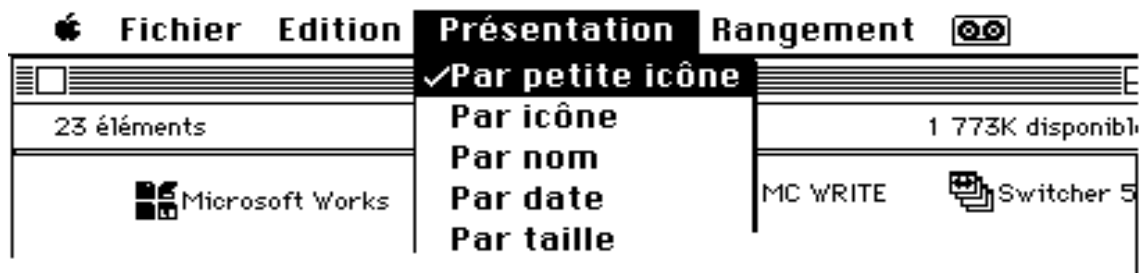 Fichier Edition Présentation Rangement
✓Par petite icône
Par icône
Par nom
Par date
Par taille
23 éléments
1 773K disponibl
Microsoft Works
MC WRITE
Switcher 5